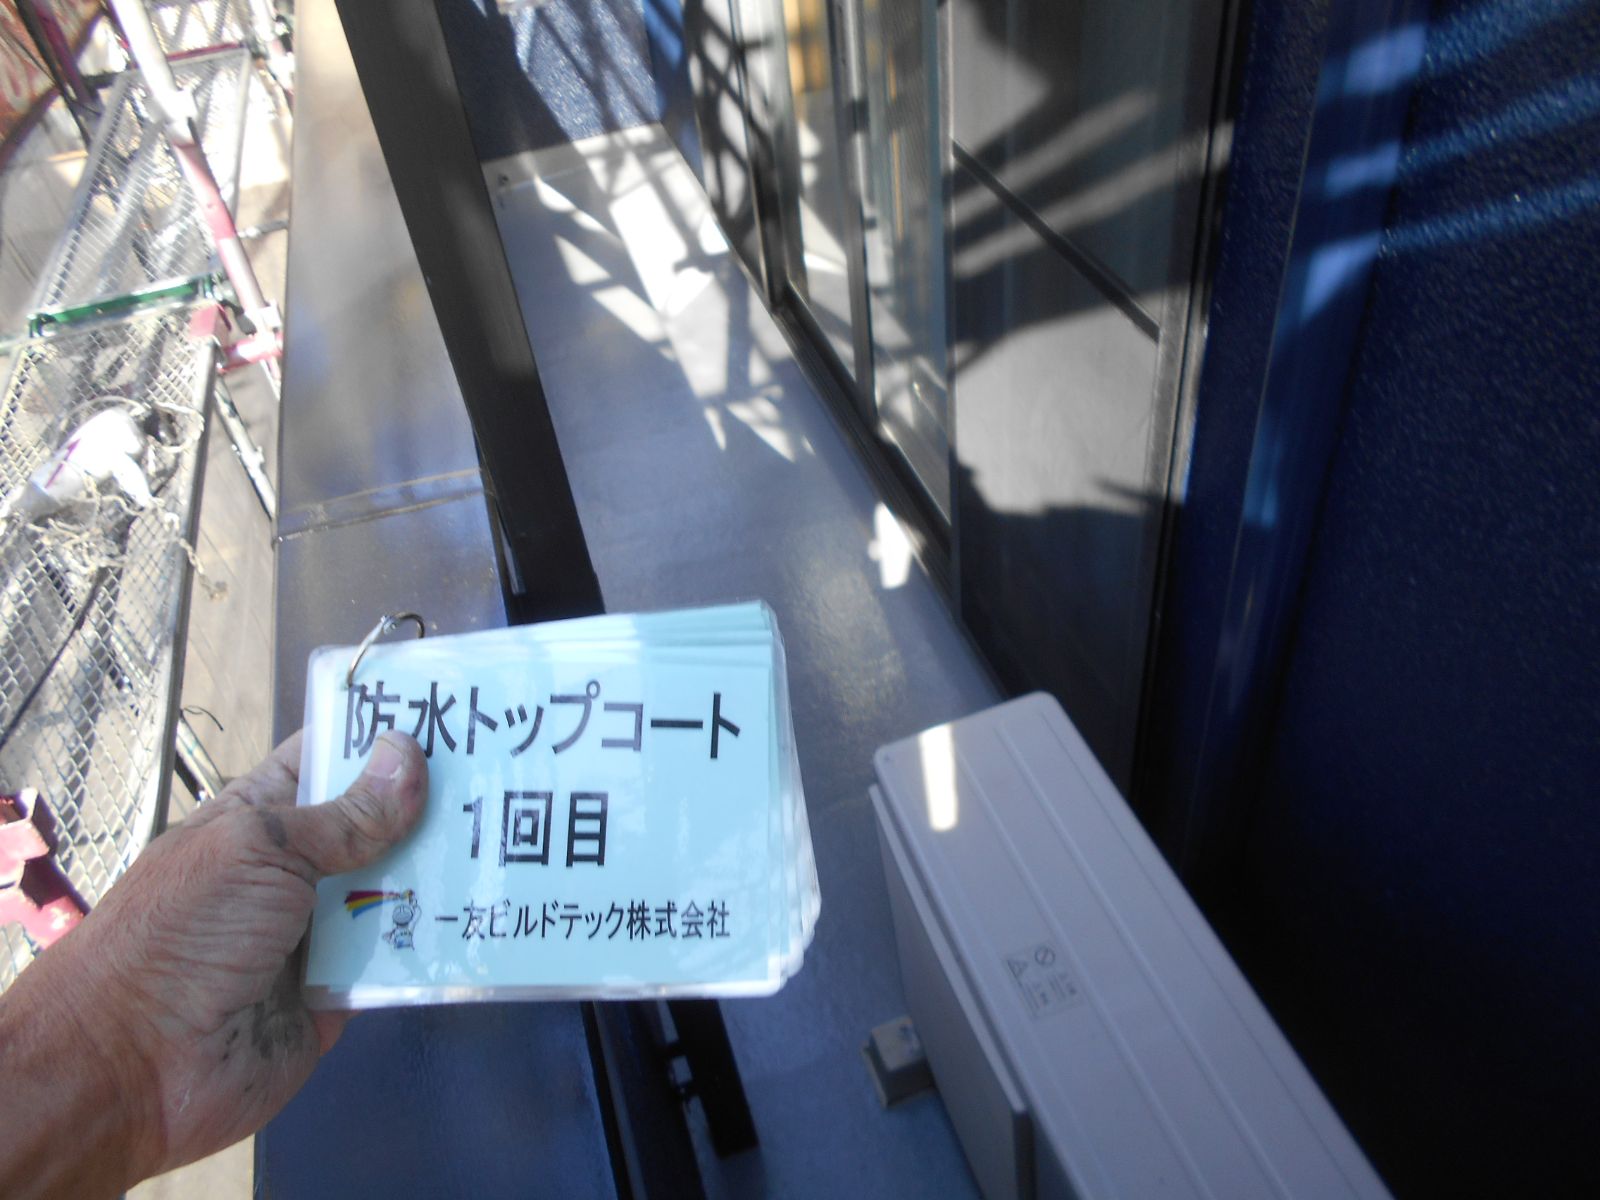 防水トップコート
1回目
一友ビルドテック株式会社